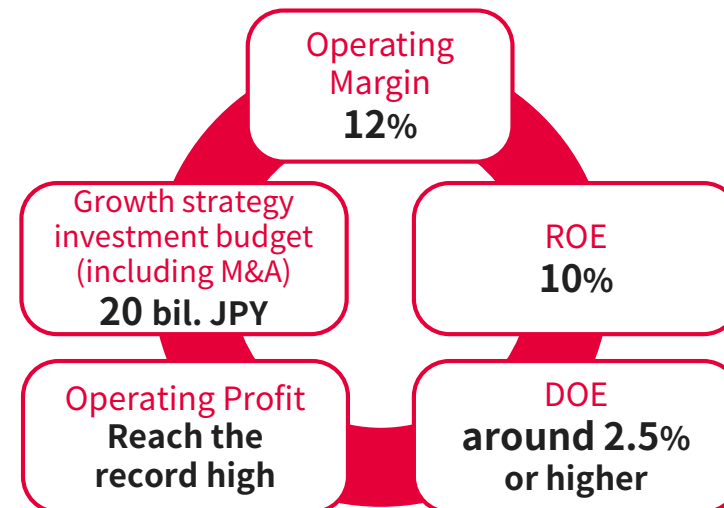 Operating
Margin
12%
Growth strategy
investment budget
(including M&A)
20 bil. JPY
ROE
10%
Operating Profit
Reach the
record high
DOE
around 2.5%
or higher